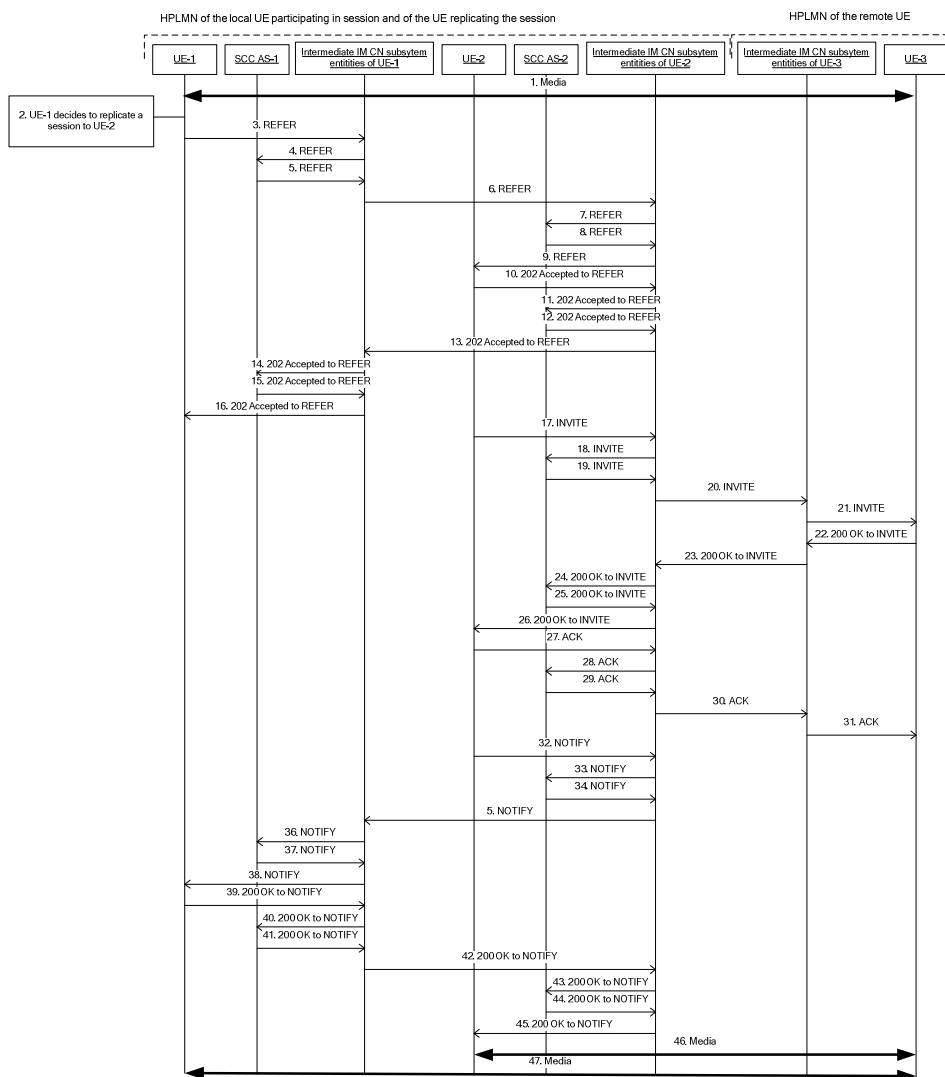 HPLMN of the local UE participating in session and of the UE replicating the session
HPLMN of the remote UE
UE-1
SCC AS-1
Intermediate IM CN subsytem
entitities of UE-1
UE-2
SCC AS-2
Intermediate IM CN subsytem
entitities of UE-2
Intermediate IM CN subsystem
entities of UE-3
UE-3
1. Media
2. UE-1 decides to replicate a
session to UE-2
3. REFER
4. REFER
5. REFER
6. REFER
7. REFER
8. REFER
9. REFER
10. 202 Accepted to REFER
11. 202 Accepted to REFER
12. 202 Accepted to REFER
13. 202 Accepted to REFER
14. 202 Accepted to REFER
15. 202 Accepted to REFER
16. 202 Accepted to REFER
17. INVITE
18. INVITE
19. INVITE
20. INVITE
21. INVITE
22. 200 OK to INVITE
23. 200 OK to INVITE
24. 200 OK to INVITE
25. 200 OK to INVITE
26. 200 OK to INVITE
27. ACK
28. ACK
29. ACK
30. ACK
31. ACK
32. NOTIFY
33. NOTIFY
34. NOTIFY
5. NOTIFY
36. NOTIFY
37. NOTIFY
38. NOTIFY
39. 200 OK to NOTIFY
40. 200 OK to NOTIFY
41. 200 OK to NOTIFY
42. 200 OK to NOTIFY
43. 200 OK to NOTIFY
44. 200 OK to NOTIFY
45. 200 OK to NOTIFY
46. Media
47. Media